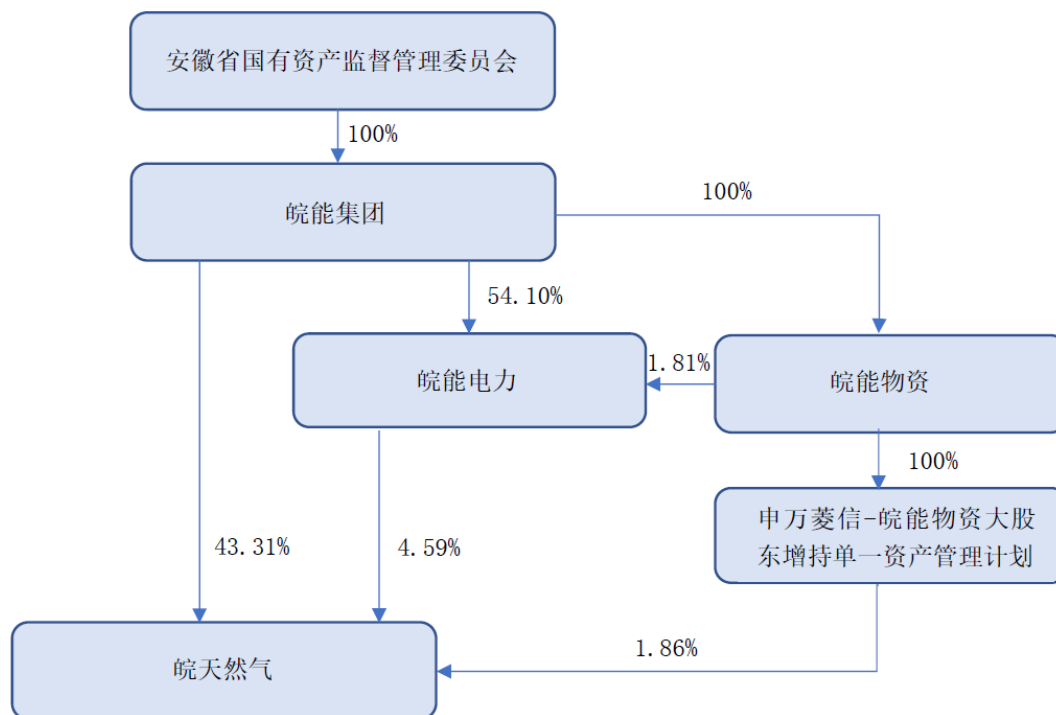 安徽省国有资产监督管理委员会
100%
皖能集团
100%
54.10%
皖能电力
1.81%
皖能物资
100%
申万菱信-皖能物资大股
东增持单一资产管理计划
43.31%
4.59%
1.86%
皖天然气